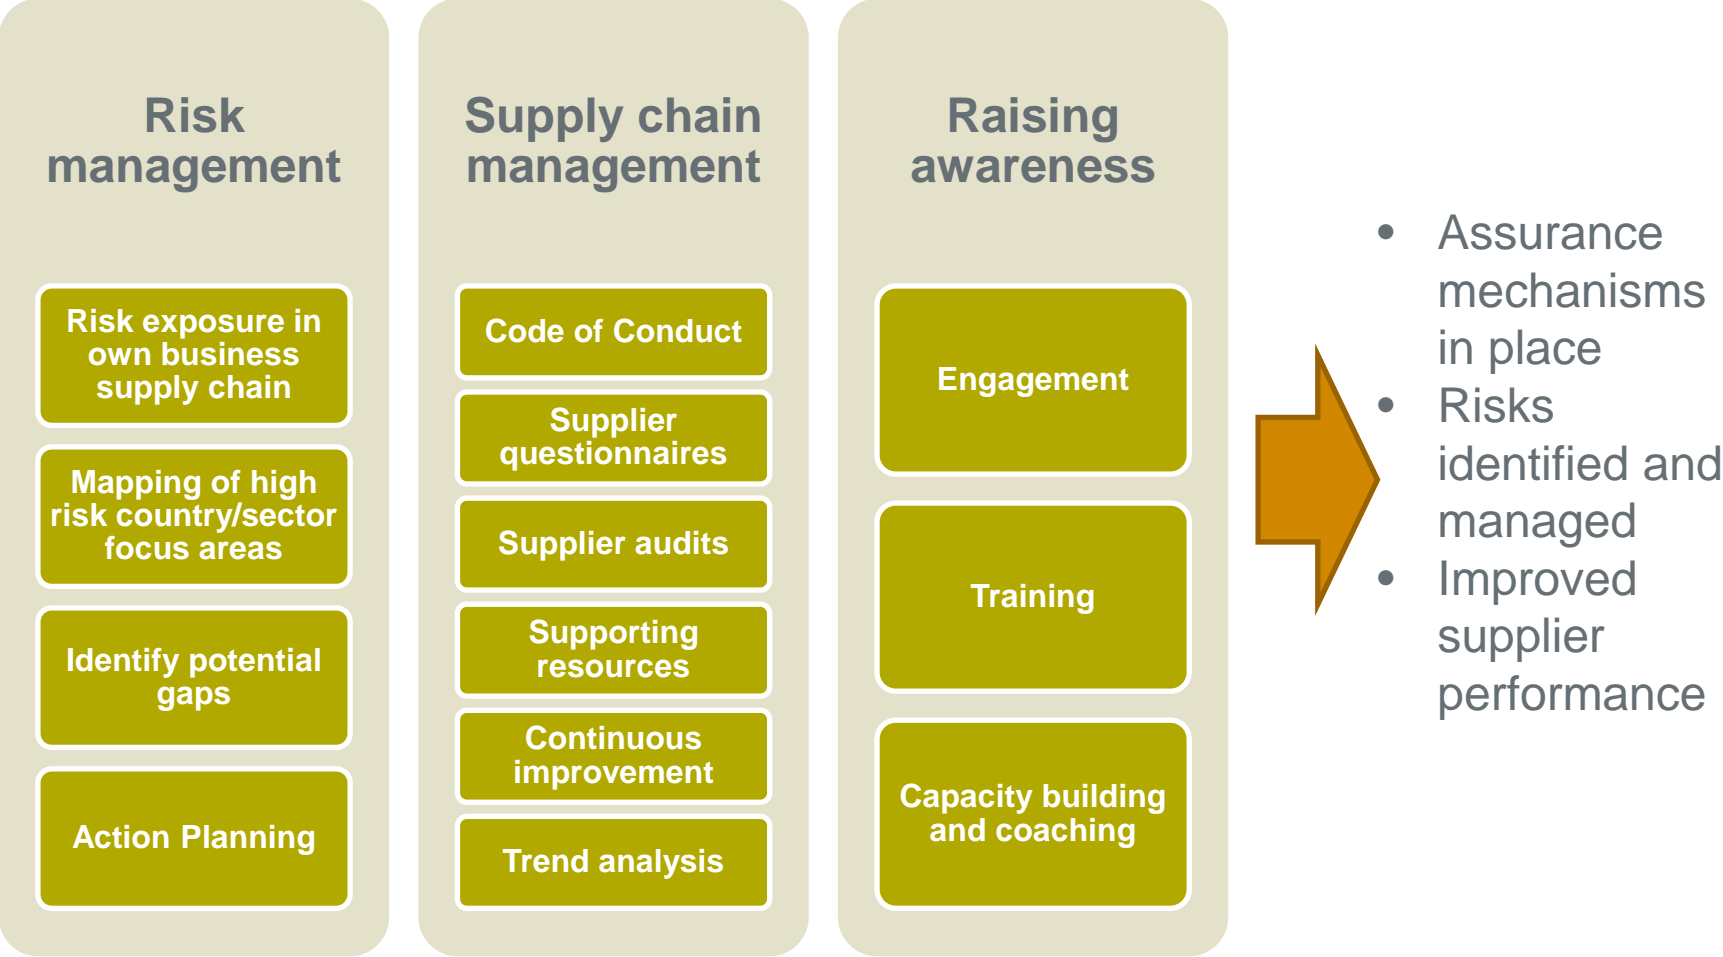 Risk
management
Risk exposure in
own business
supply chain
Mapping of high
risk country/sector
focus areas
Identify potential
gaps
Action Planning
Supply chain
management
Code of Conduct
Supplier
questionnaires
Supplier audits
Supporting
resources
Continuous
improvement
Trend analysis
Raising
awareness
Engagement
Training
Capacity building
and coaching
• Assurance
mechanisms
in place
• Risks
identified and
managed
• Improved
supplier
performance